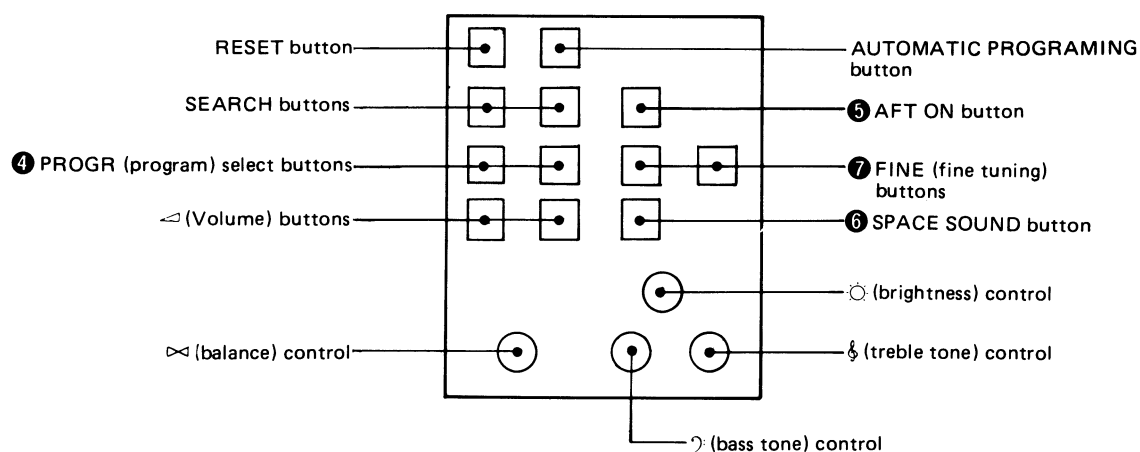 RESET button
AUTOMATIC PROGRAMING
button
SEARCH buttons
❺ AFT ON button
❹ PROGR (program) select buttons
❼ FINE (fine tuning)
buttons
(Volume) buttons
❻ SPACE SOUND button
(brightness) control
(balance) control
(treble tone) control
(bass tone) control